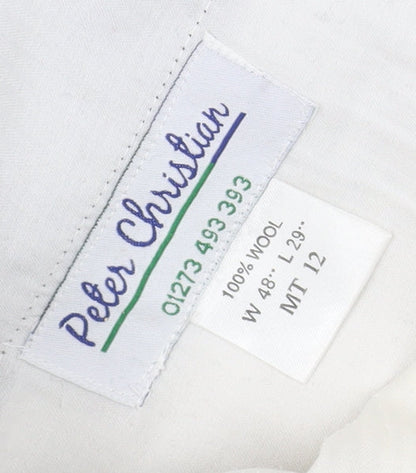 Peter Christian
01273 493 393
100% WOOL
W 48" L 29"
MT 12